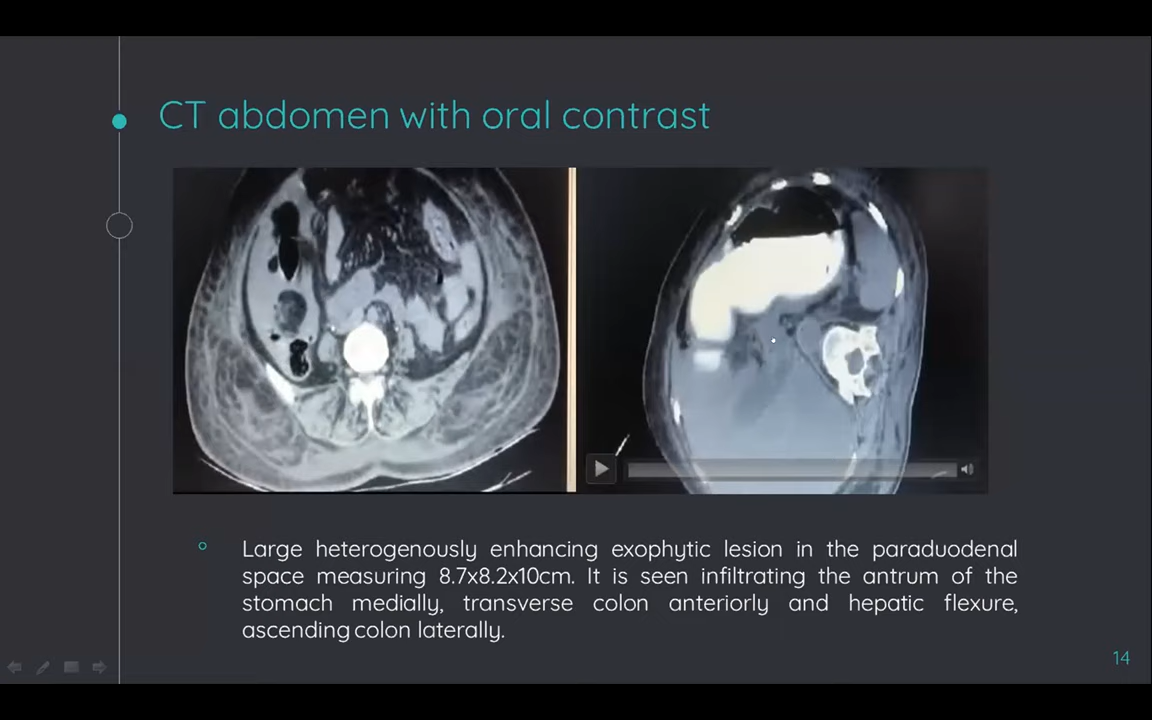 CT abdomen with oral contrast
Large heterogenously enhancing exophytic lesion in the paraduodenal
space measuring 8.7x8.2x10cm. It is seen infiltrating the antrum of the
stomach medially, transverse colon anteriorly and hepatic flexure,
ascending colon laterally.
14